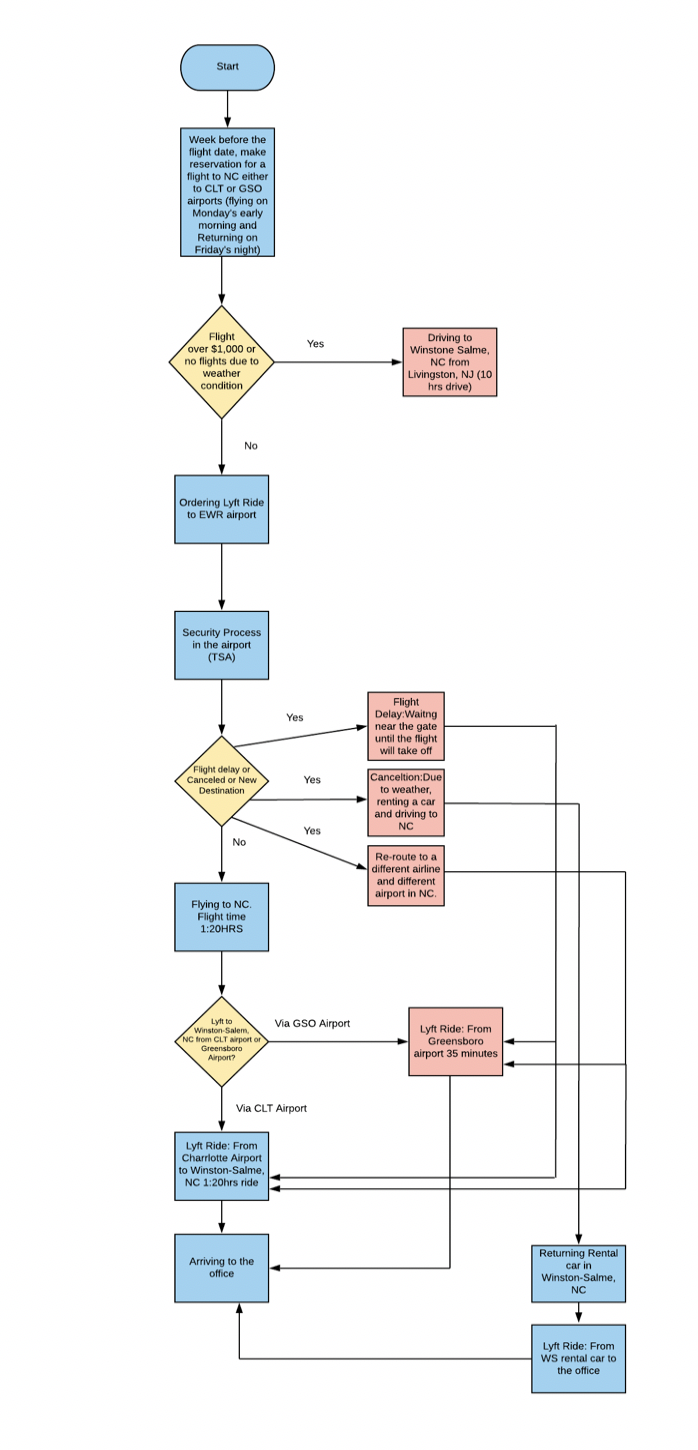 Start
Week before the
flight date, make
reservation for a
flight to NC either
to CLT or GSO
airports (flying on
Monday's early
morning and
Returning on
Friday's night)
Flight
over $1,000 or
no flights due to
weather
condition
Yes
Driving to
Winstone Salme,
NC from
Livingston, NJ (10
hrs drive)
No
Ordering Lyft Ride
to EWR airport
Security Process
in the airport
(TSA)
Flight delay or
Canceled or New
Destination
Yes
Flight
Delay:Waitng
near the gate
until the flight
will take off
Yes
Canceltion:Due
to weather,
renting a car
and driving to
NC
Yes
Re-route to a
different airline
and different
airport in NC.
No
Flying to NC.
Flight time
1:20HRS
Lyft to
Winston-Salem,
NC from CLT airport or
Greensboro
Airport?
Via GSO Airport
Lyft Ride: From
Greensboro
airport 35 minutes
Via CLT Airport
Lyft Ride: From
Charrlotte Airport
to Winston-Salme,
NC 1:20hrs ride
Arriving to the
office
Returning Rental
car in
Winston-Salme,
NC
Lyft Ride: From
WS rental car to
the office